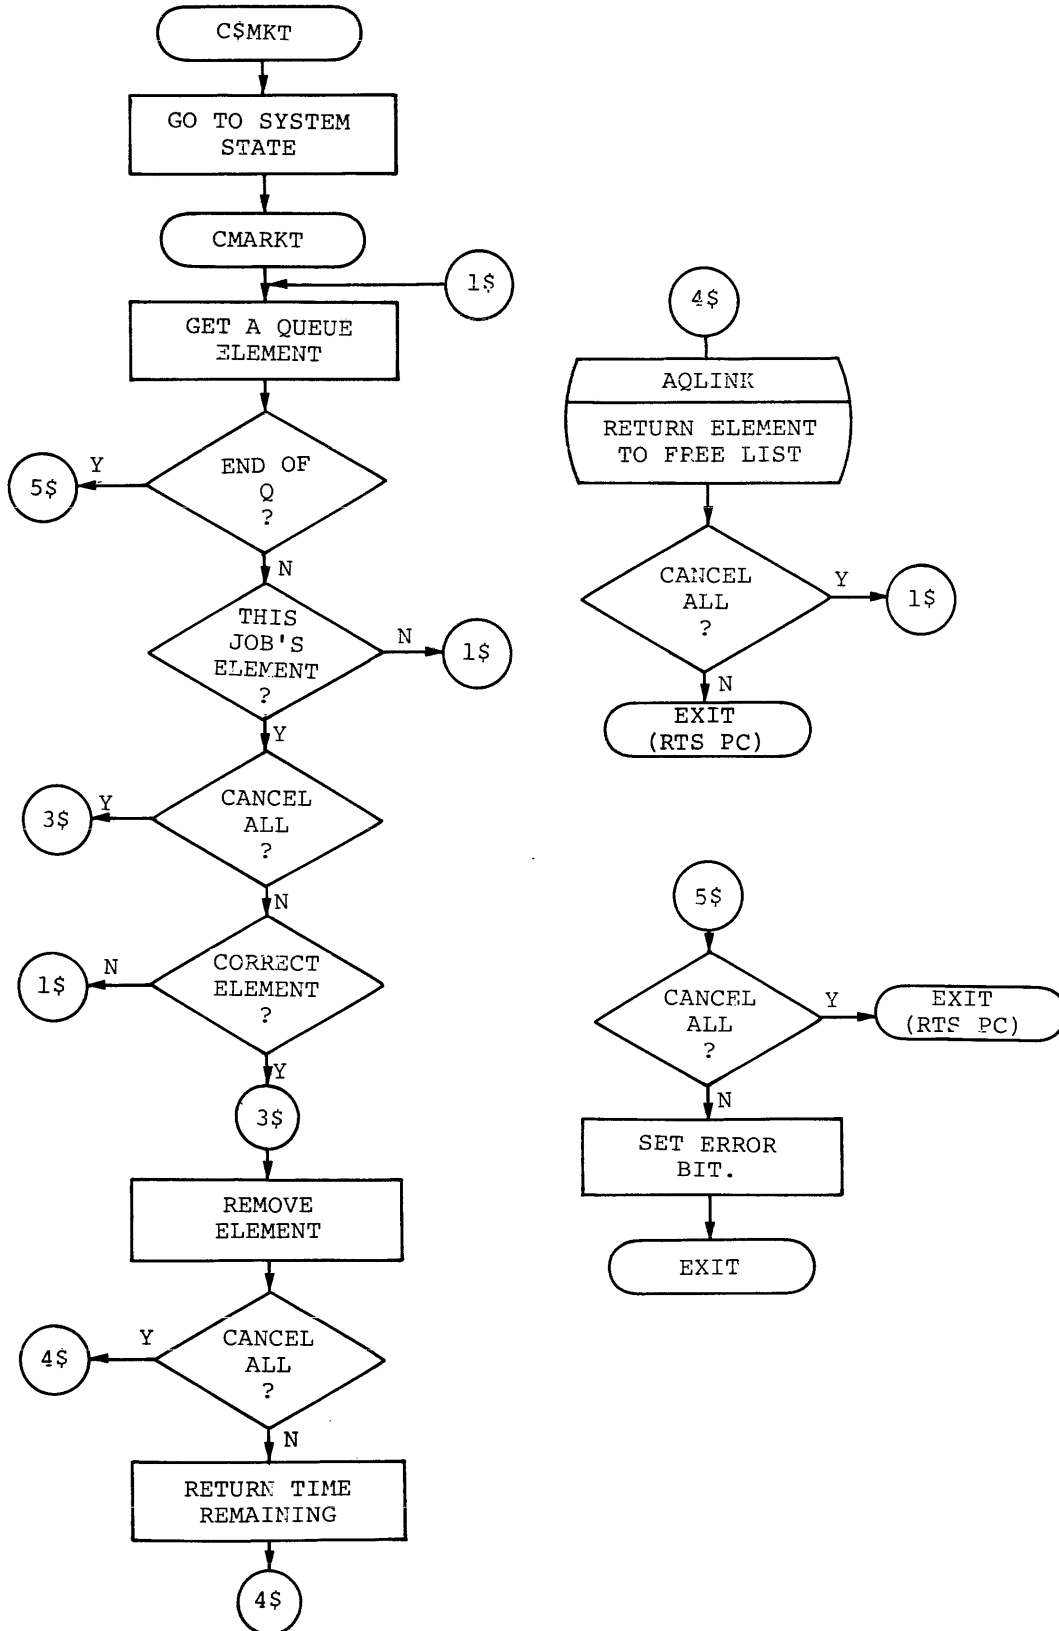 C$MKT
GO TO SYSTEM
STATE
CMARKT
1$
GET A QUEUE
ELEMENT
END OF
Q
?
Y
5$
N
THIS
JOB'S
ELEMENT
?
N
1$
Y
CANCEL
ALL
?
Y
3$
N
CORRECT
ELEMENT
?
N
1$
Y
3$
REMOVE
ELEMENT
CANCEL
ALL
?
Y
4$
N
RETURN TIME
REMAINING
4$
4$
AQLINK
RETURN ELEMENT
TO FREE LIST
CANCEL
ALL
?
Y
1$
N
EXIT
(RTS PC)
5$
CANCEL
ALL
?
Y
EXIT
(RTS PC)
N
SET ERROR
BIT.
EXIT